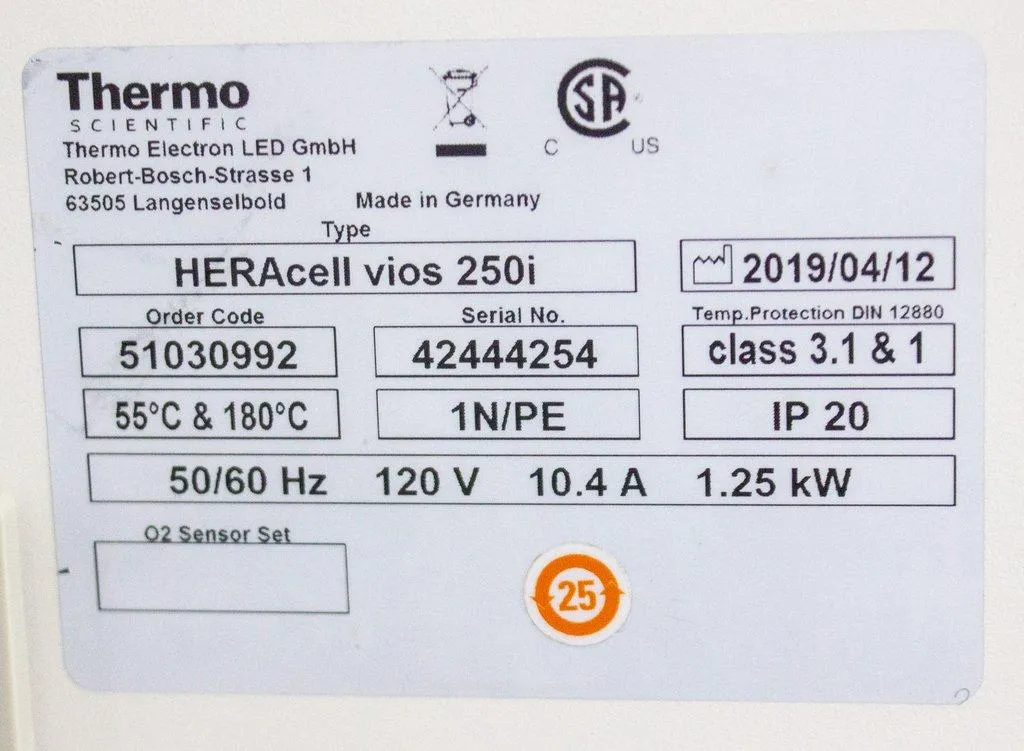 Thermo
SCIENTIFIC
Thermo Electron LED GmbH
Robert-Bosch-Strasse 1
63505 Langenselbold
Made in Germany
C SA US
Type
HERAcell vios 250i
2019/04/12
Order Code
51030992
Serial No.
42444254
Temp.Protection DIN 12880
class 3.1 & 1
55°C & 180°C
1N/PE
IP 20
50/60 Hz 120 V 10.4 A 1.25 kW
O2 Sensor Set
25